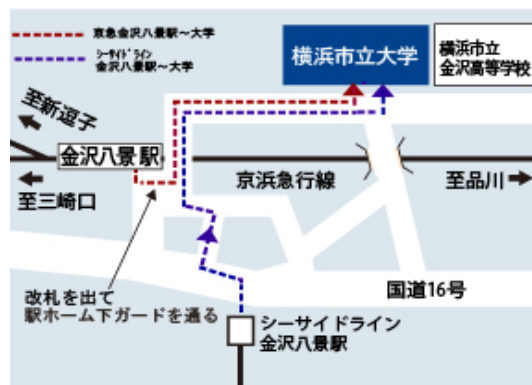 京急金沢八景駅～大学
シーサイドライン
金沢八景駅～大学
横浜市立大学
横浜市立
金沢高等学校
至新逗子
金沢八景駅
京浜急行線
至品川
至三崎口
国道16号
改札を出て
駅ホーム下ガードを通る
シーサイドライン
金沢八景駅